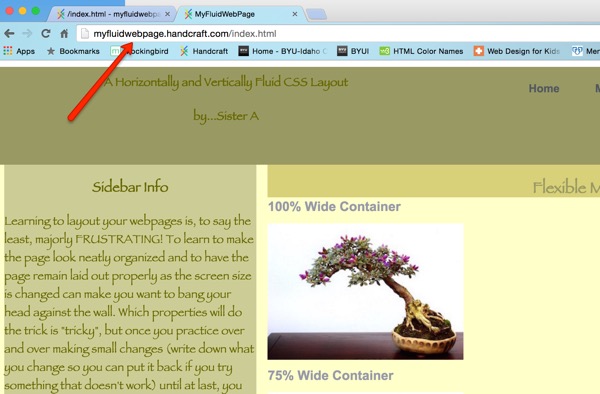 /index.html - myfluidwebp
MyFluidWebPage
myfluidwebpage.handcraft.com/index.html
Apps Bookmarks ockingbird Handcraft Home - BYU-Idaho BYUI HTML Color Names Web Design for Kids
A Horizontally and Vertically Fluid CSS Layout
Home
by...Sister A
Sidebar Info
Learning to layout your webpages is, to say the
least, majorly FRUSTRATING! To learn to make
the page look neatly organized and to have the
page remain laid out properly as the screen size
is changed can make you want to bang your
head against the wall. Which properties will do
the trick is "tricky", but once you practice over
and over making small changes (write down what
you change so you can put it back if you try
something that doesn't work) until at last, you
Flexible M
100% Wide Container
75% Wide Container